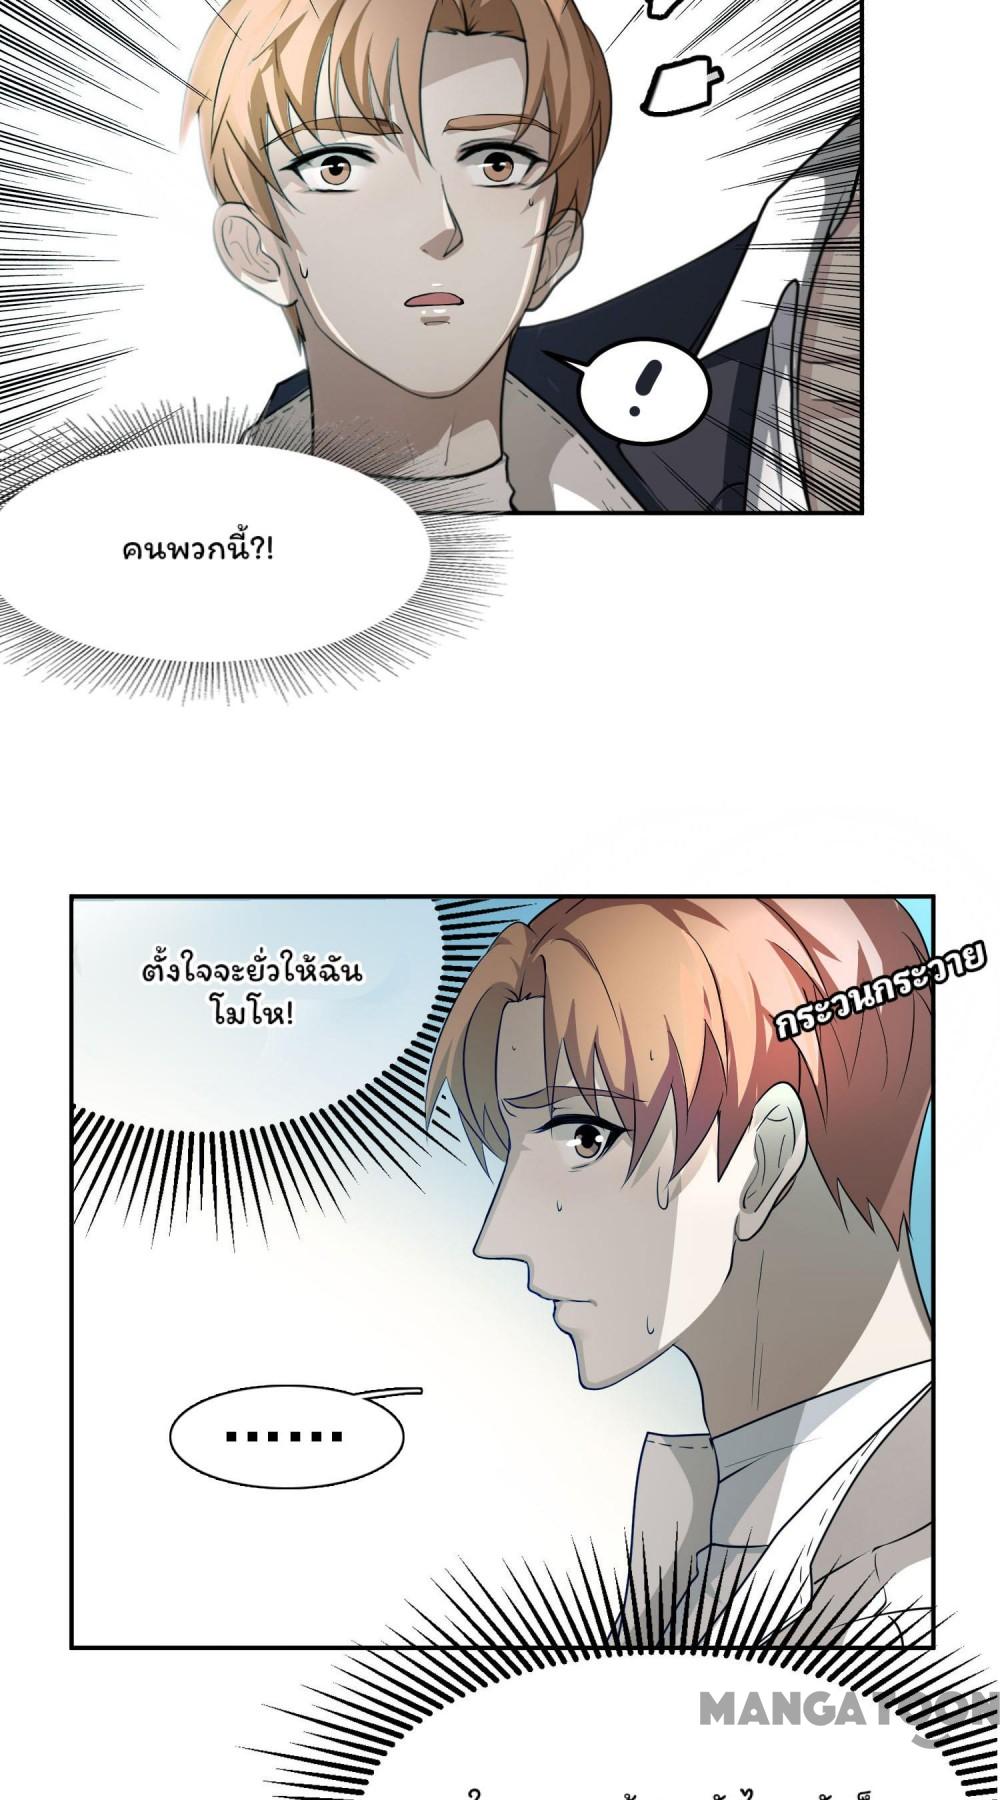 !
คนพวกนี้?!
ตั้งใจจะยั่วให้ฉัน
โมโห!
กระวนกระวาย
......
MANGATOON